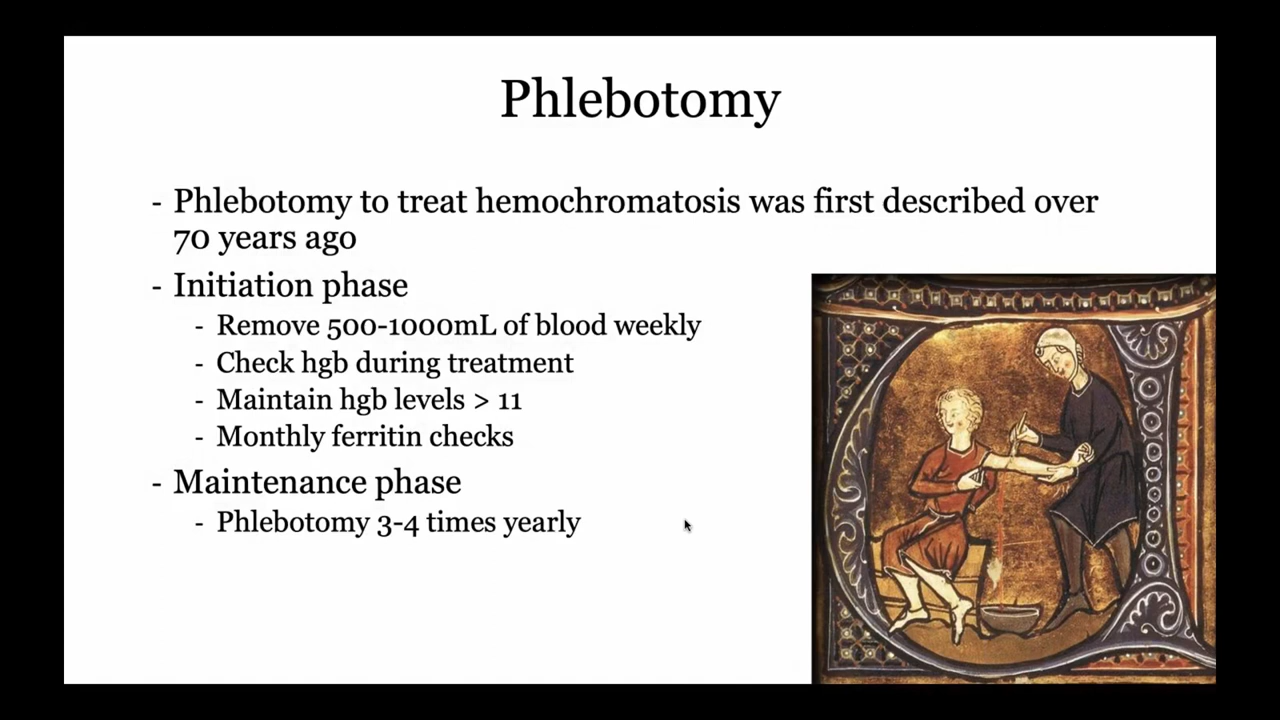 Phlebotomy
- Phlebotomy to treat hemochromatosis was first described over
70 years ago
- Initiation phase
- Remove 500-1000mL of blood weekly
- Check hgb during treatment
- Maintain hgb levels > 11
- Monthly ferritin checks
- Maintenance phase
- Phlebotomy 3-4 times yearly